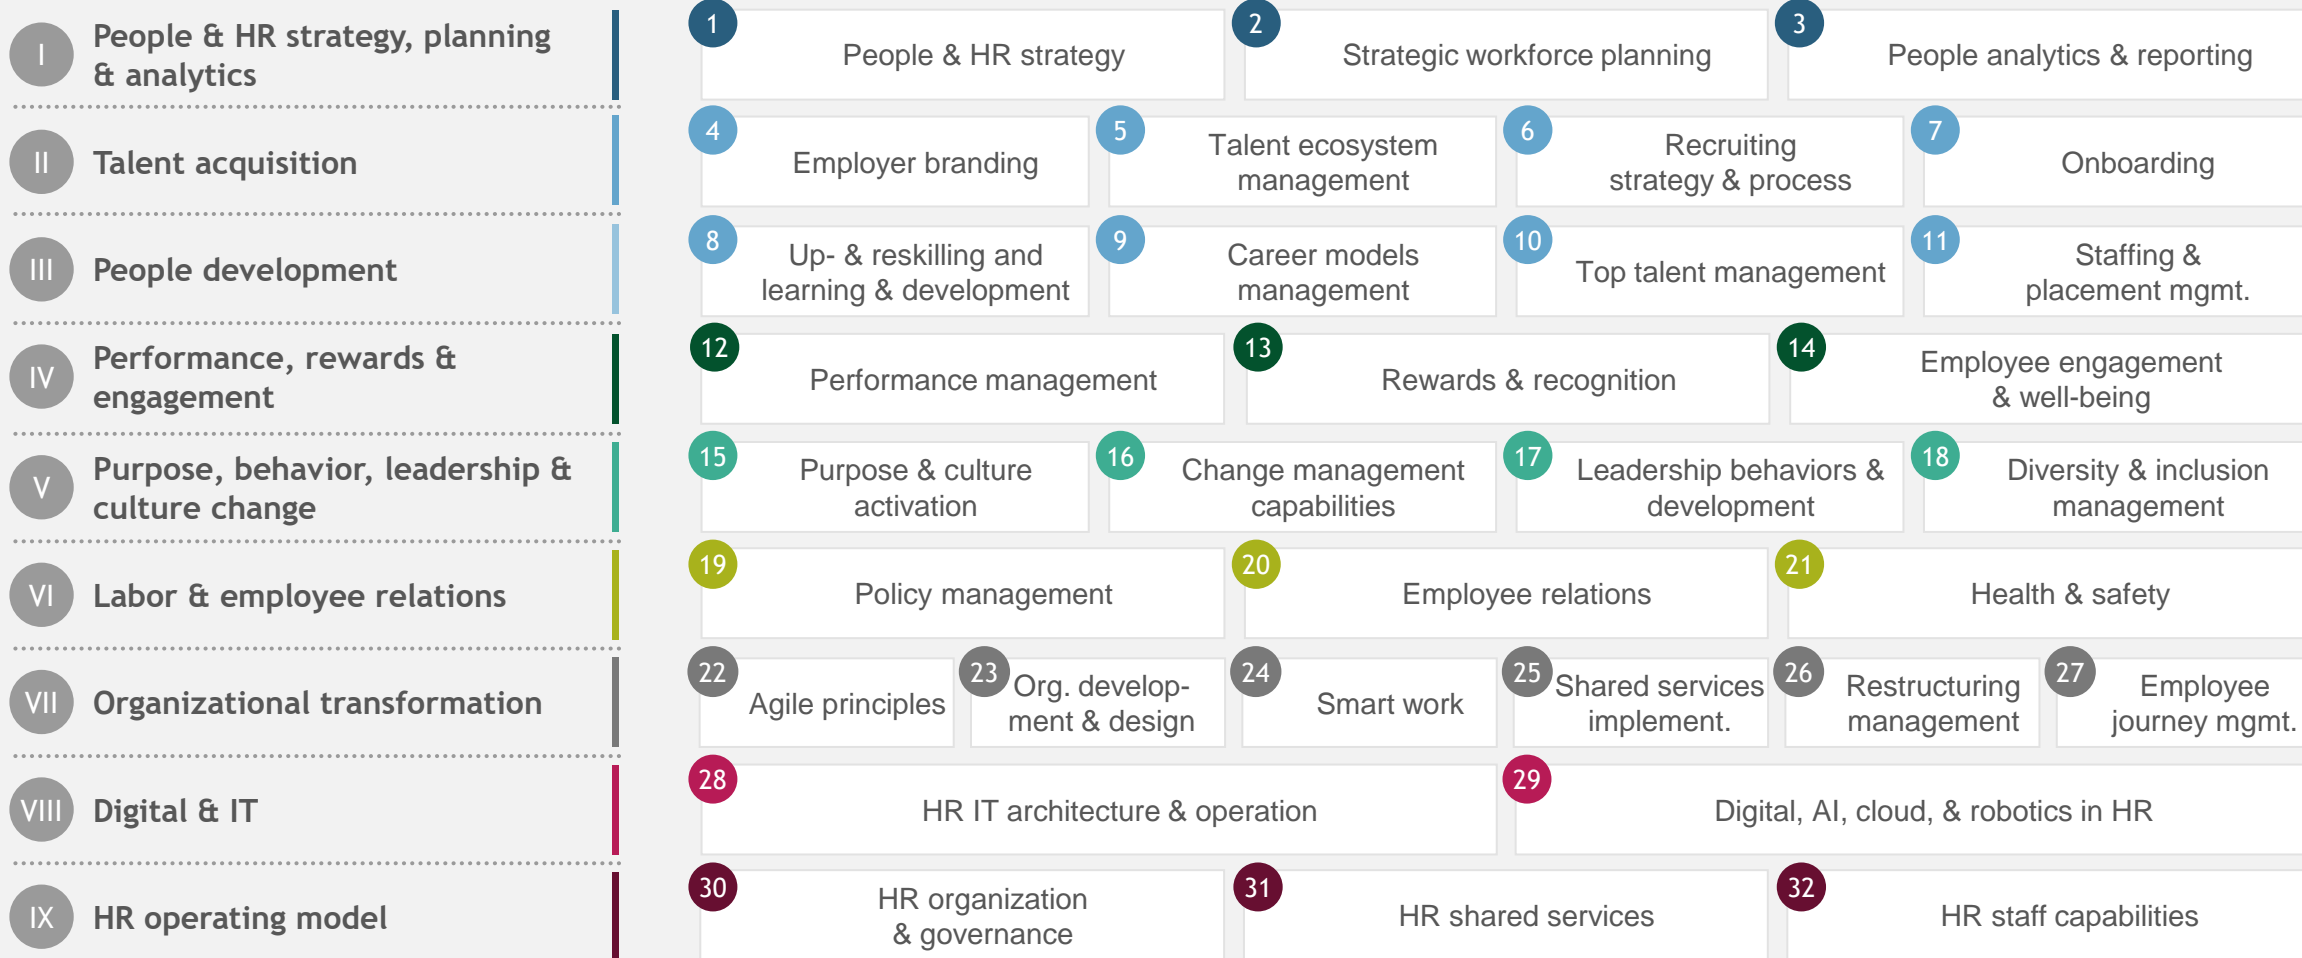 I
People & HR strategy, planning
& analytics
1
People & HR strategy
2
Strategic workforce planning
3
People analytics & reporting
II
Talent acquisition
4
Employer branding
5
Talent ecosystem
management
6
Recruiting
strategy & process
7
Onboarding
III
People development
8
Up- & reskilling and
learning & development
9
Career models
management
10
Top talent management
11
Staffing &
placement mgmt.
IV
Performance, rewards &
engagement
12
Performance management
13
Rewards & recognition
14
Employee engagement
& well-being
V
Purpose, behavior, leadership &
culture change
15
Purpose & culture
activation
16
Change management
capabilities
17
Leadership behaviors &
development
18
Diversity & inclusion
management
VI
Labor & employee relations
19
Policy management
20
Employee relations
21
Health & safety
VII
Organizational transformation
22
Agile principles
23
Org. develop-
ment & design
24
Smart work
25
Shared services
implement.
26
Restructuring
management
27
Employee
journey mgmt.
VIII
Digital & IT
28
HR IT architecture & operation
29
Digital, AI, cloud, & robotics in HR
IX
HR operating model
30
HR organization
& governance
31
HR shared services
32
HR staff capabilities